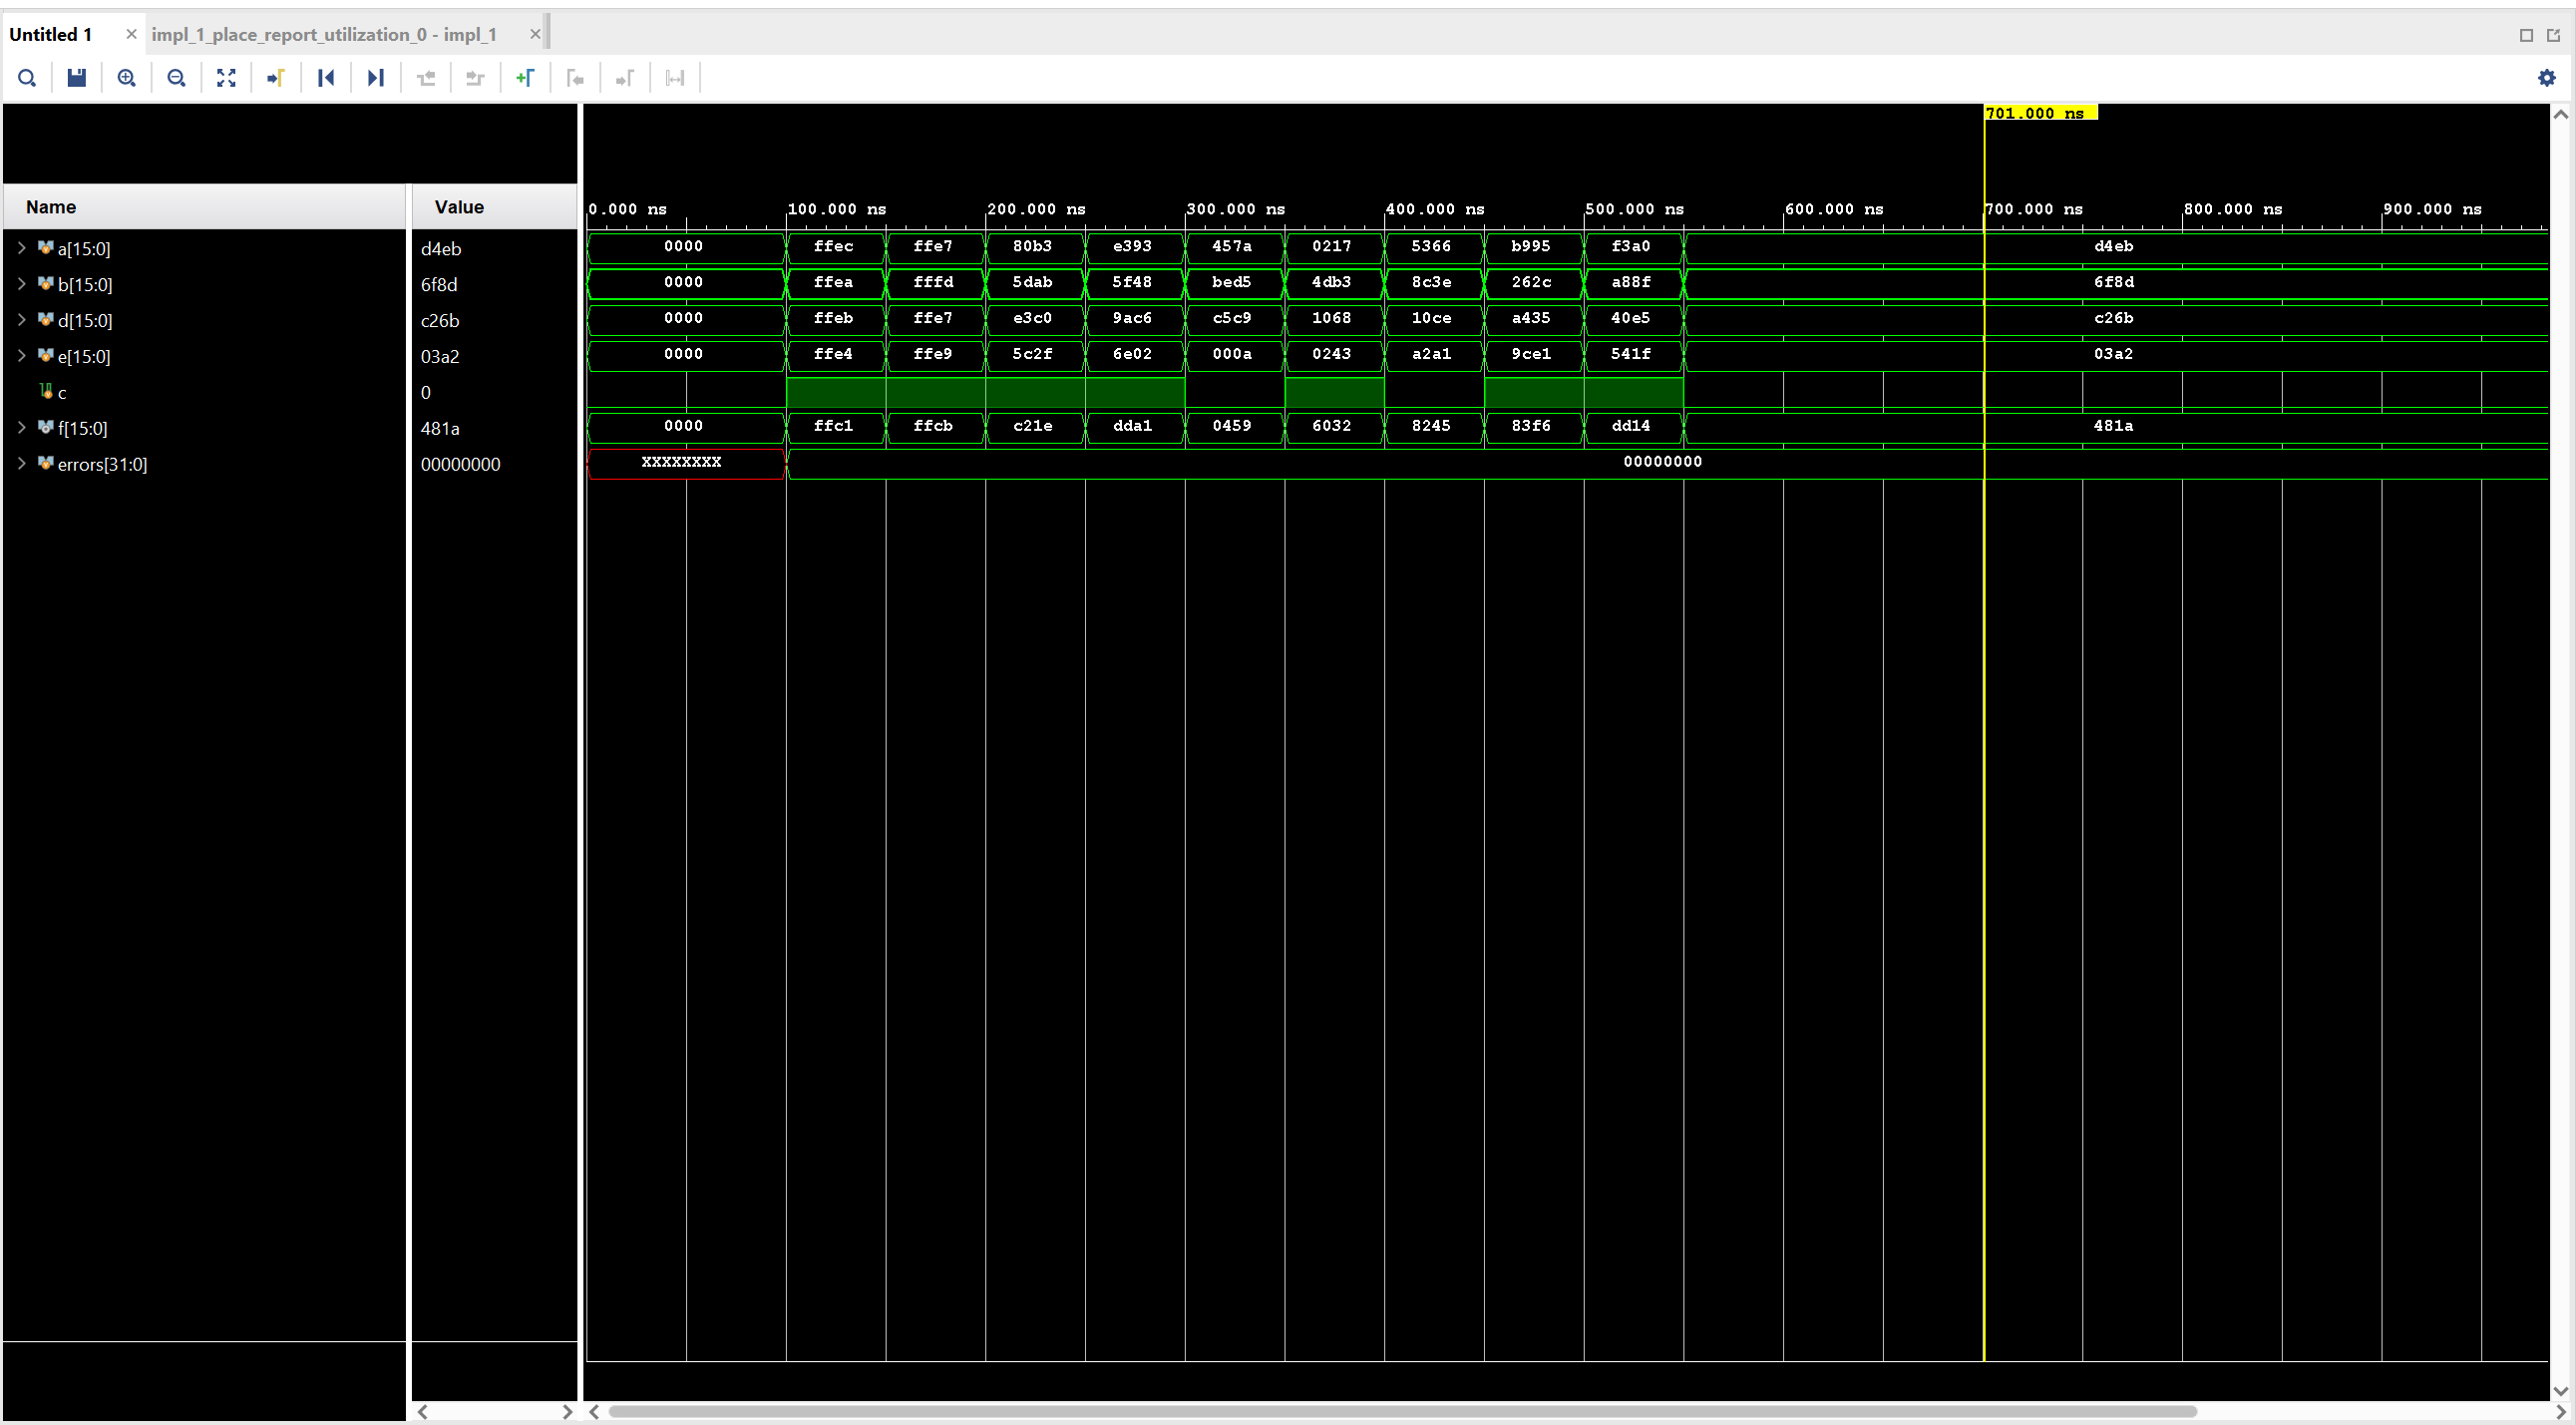 Untitled 1 × impl_1_place_report_utilization_0 - impl_1 ×
701.000 ns
Name Value 0.000 ns 100.000 ns 200.000 ns 300.000 ns 400.000 ns 500.000 ns 600.000 ns 700.000 ns 800.000 ns 900.000 ns
a[15:0] d4eb 0000 ffec ffe7 80b3 e393 457a 0217 5366 b995 f3a0 d4eb
b[15:0] 6f8d 0000 ffea fffd 5dab 5f48 bed5 4db3 8c3e 262c a88f 6f8d
d[15:0] c26b 0000 ffeb ffe7 e3c0 9ac6 c5c9 1068 10ce a435 40e5 c26b
e[15:0] 03a2 0000 ffe4 ffe9 5c2f 6e02 000a 0243 a2a1 9ce1 541f 03a2
c 0
f[15:0] 481a 0000 ffc1 ffcb c21e dda1 0459 6032 8245 83f6 dd14 481a
errors[31:0] 00000000 XXXXXXXX 00000000